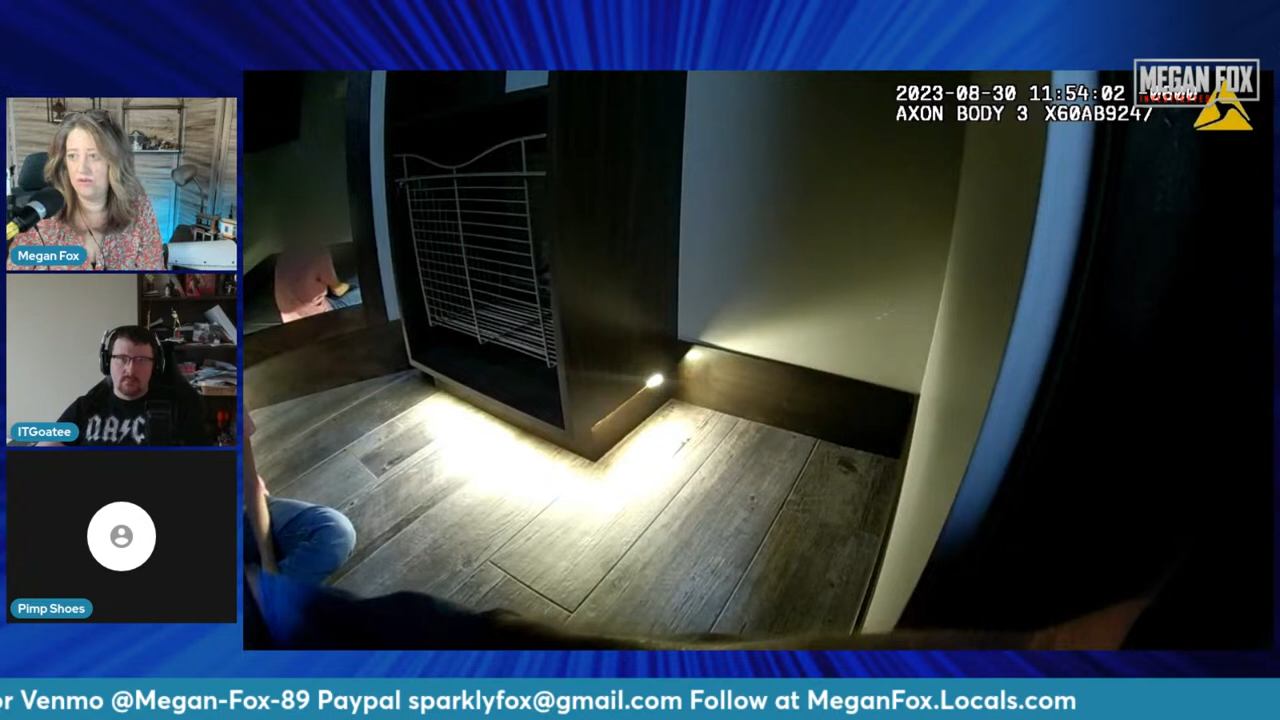 MEGAN FOX
2023-08-30 11:54:02 -0600
AXON BODY 3 X60AB9247
Megan Fox
ITGoatee
Pimp Shoes
or Venmo @Megan-Fox-89 Paypal sparklyfox@gmail.com Follow at MeganFox.Locals.com